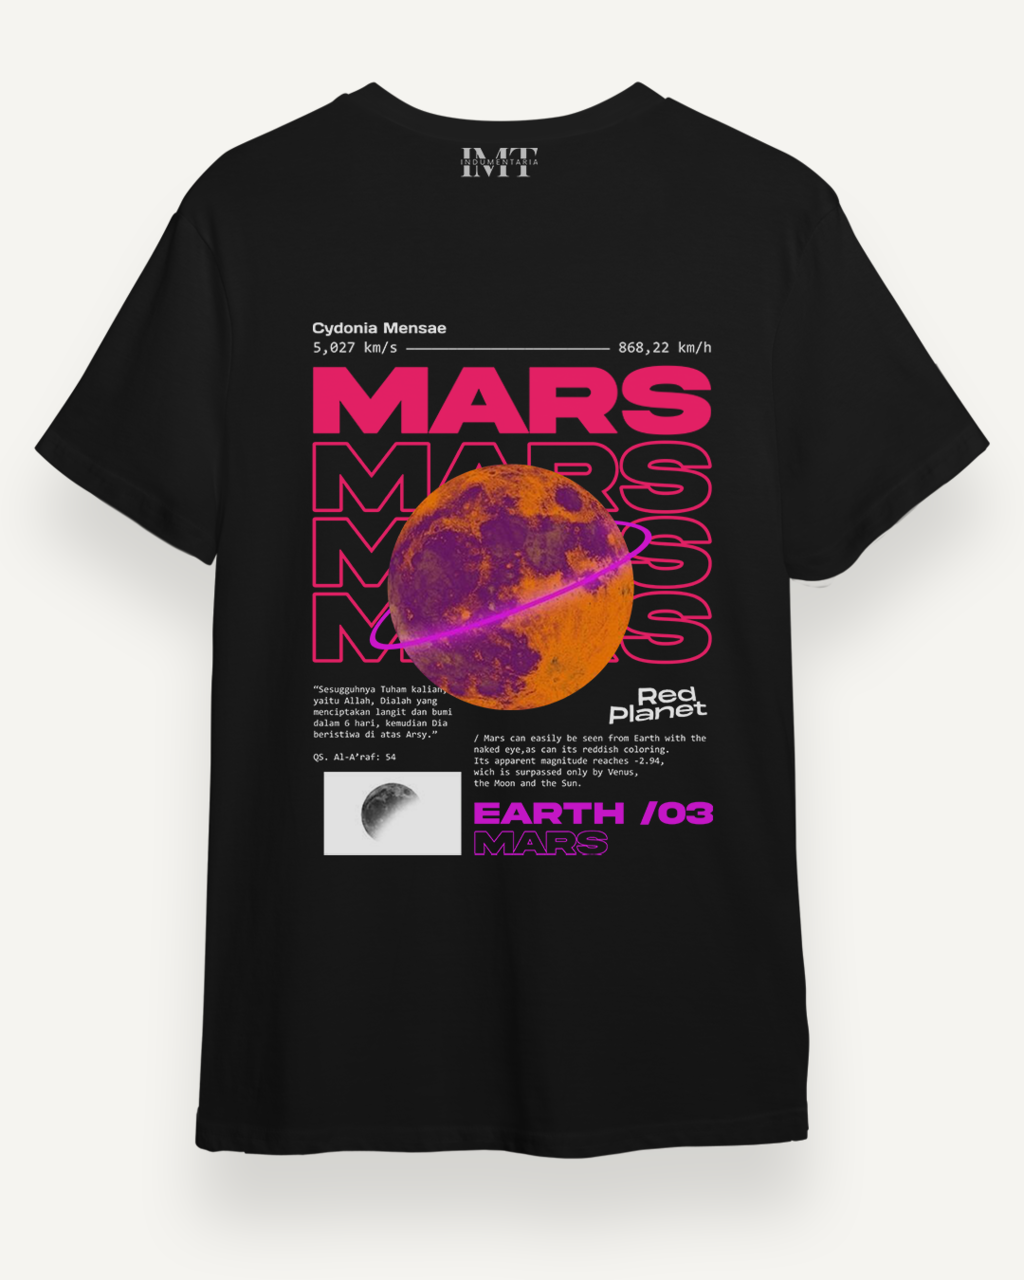 IMT
INDUMENTARIA
Cydonia Mensae
5,027 km/s 868,22 km/h
MARS
MARS
MARS
MARS
“Sesugguhnya Tuham kalian,
yaitu Allah, Dialah yang
menciptakan langit dan bumi
dalam 6 hari, kemudian Dia
beristiwa di atas Arsy.”
QS. Al-A’raf: 54
Red
Planet
/ Mars can easily be seen from Earth with the
naked eye,as can its reddish coloring.
Its apparent magnitude reaches -2.94,
wich is surpassed only by Venus,
the Moon and the Sun.
EARTH /03
MARS